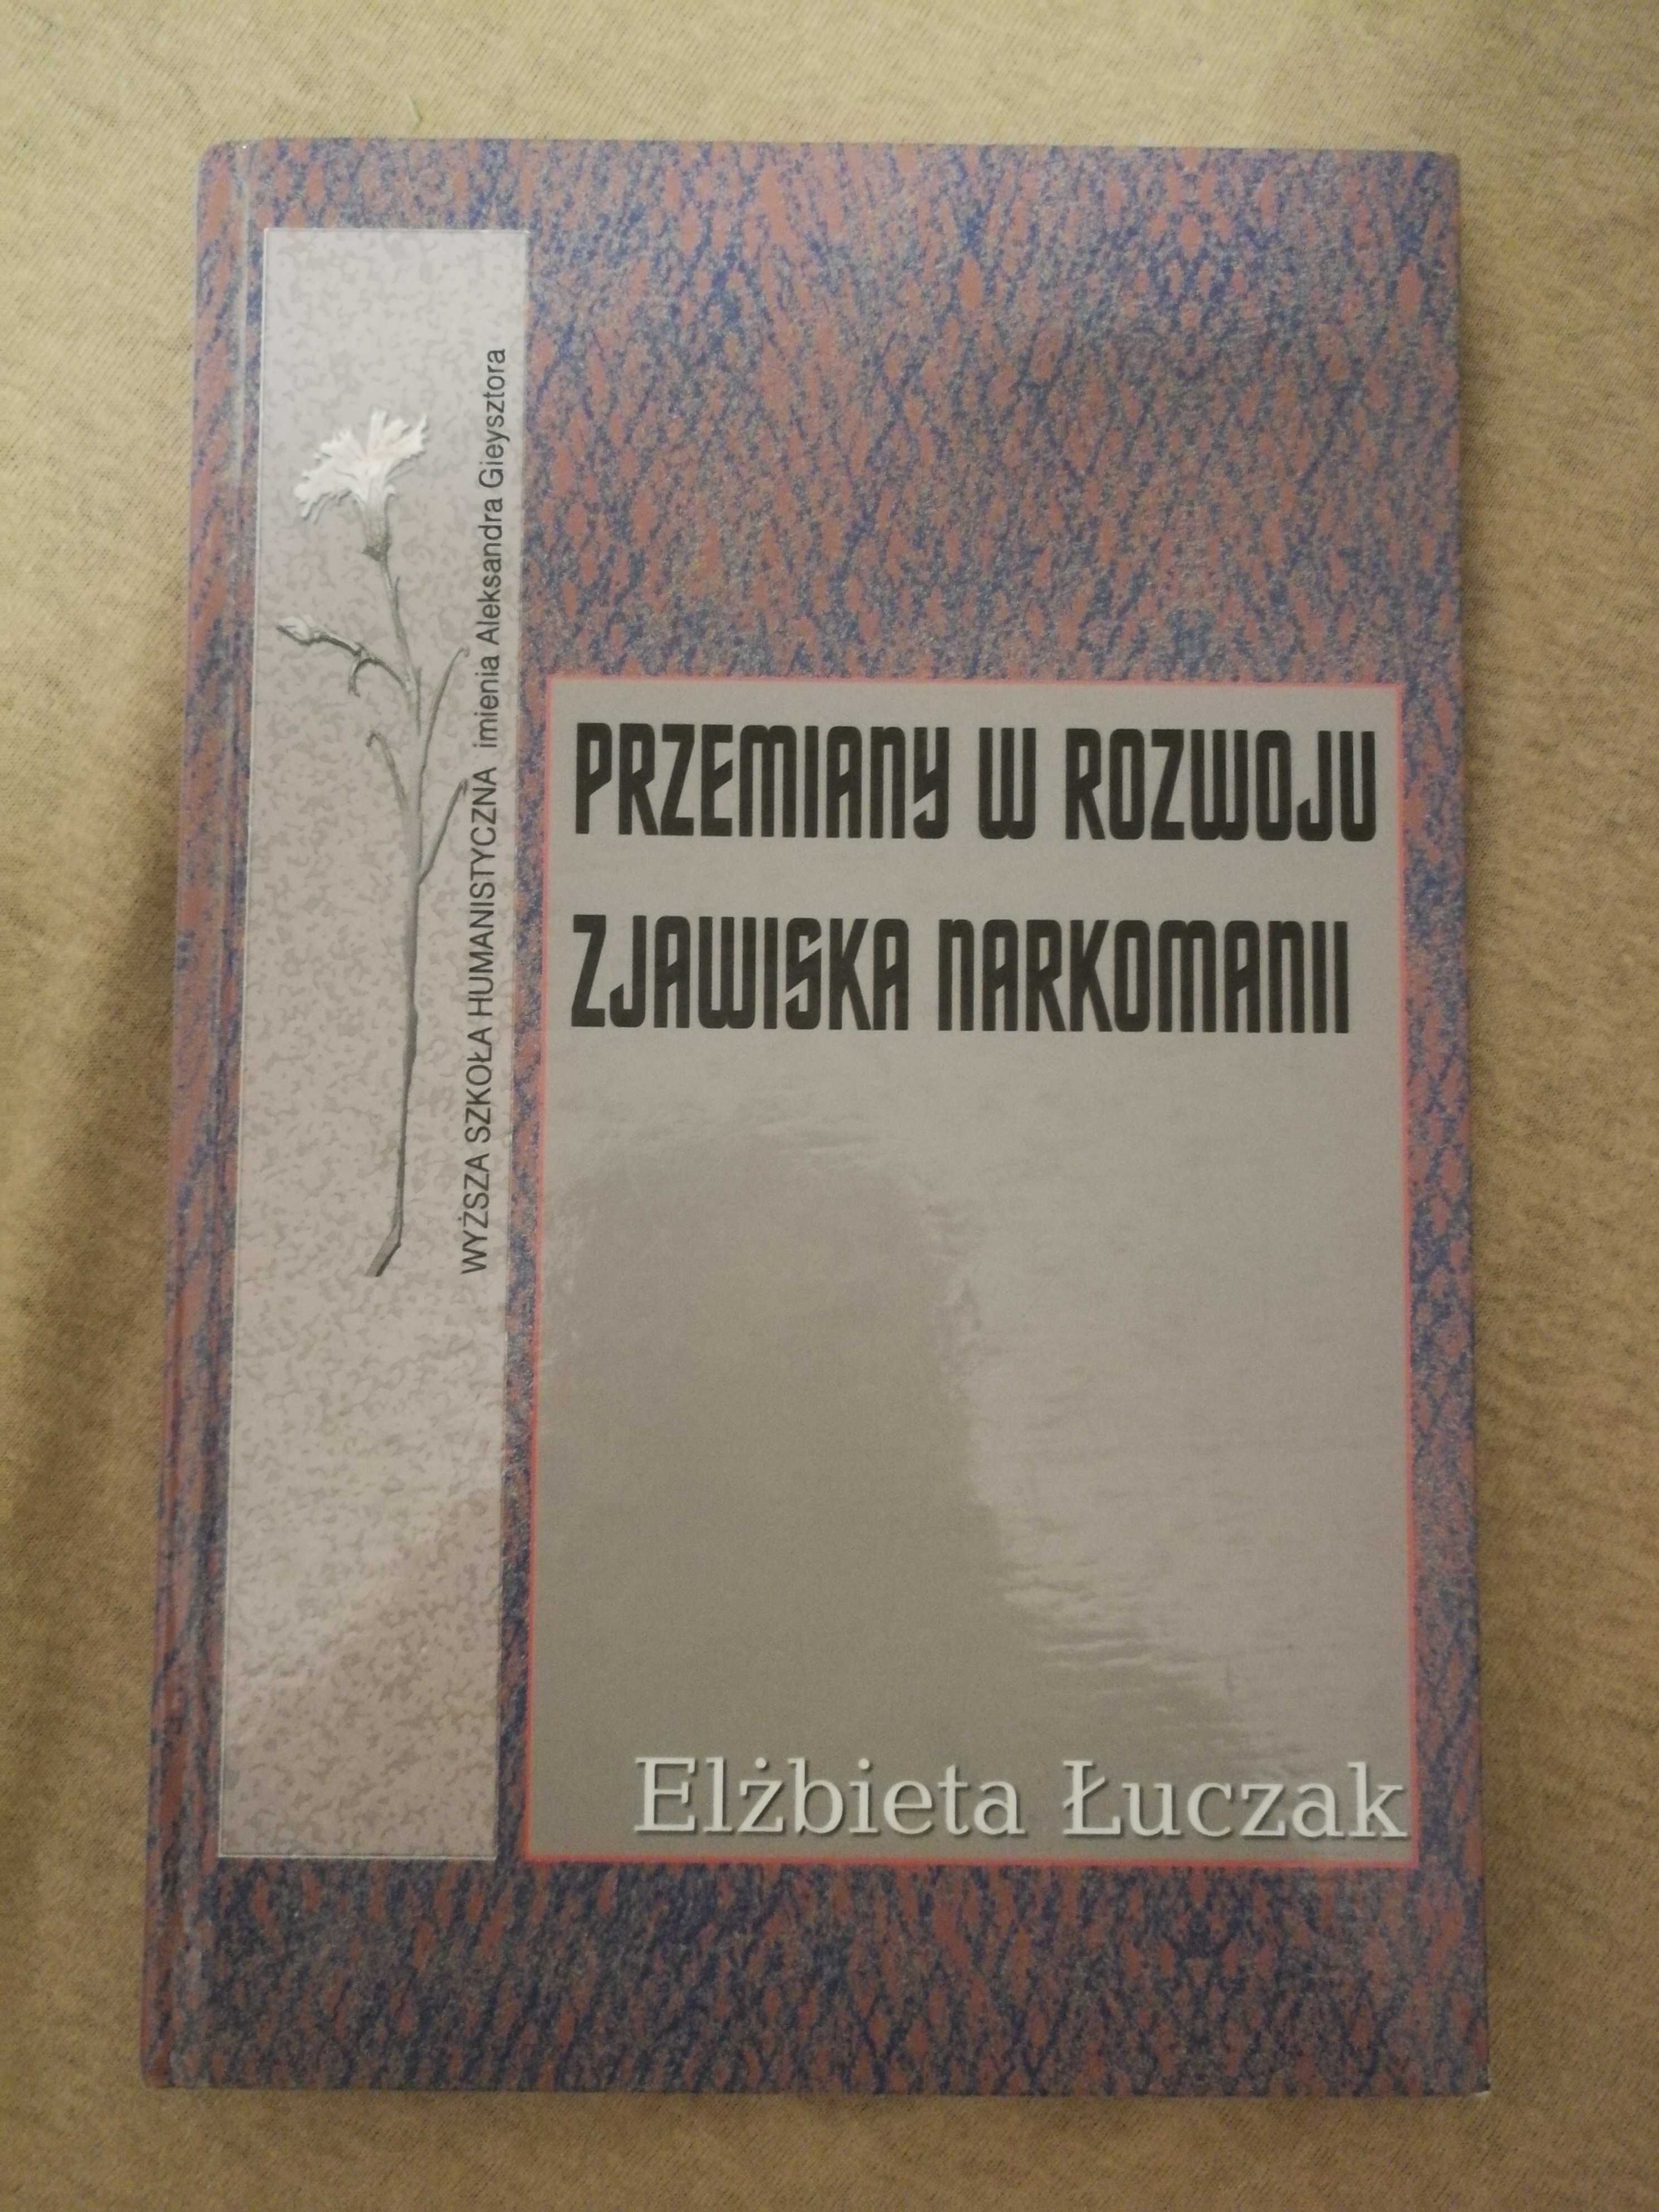 WYŻSZA SZKOŁA HUMANISTYCZNA imienia Aleksandra Gieysztora
PRZEMIANY W ROZWOJU
ZJAWISKA NARKOMANII
Elżbieta Łuczak